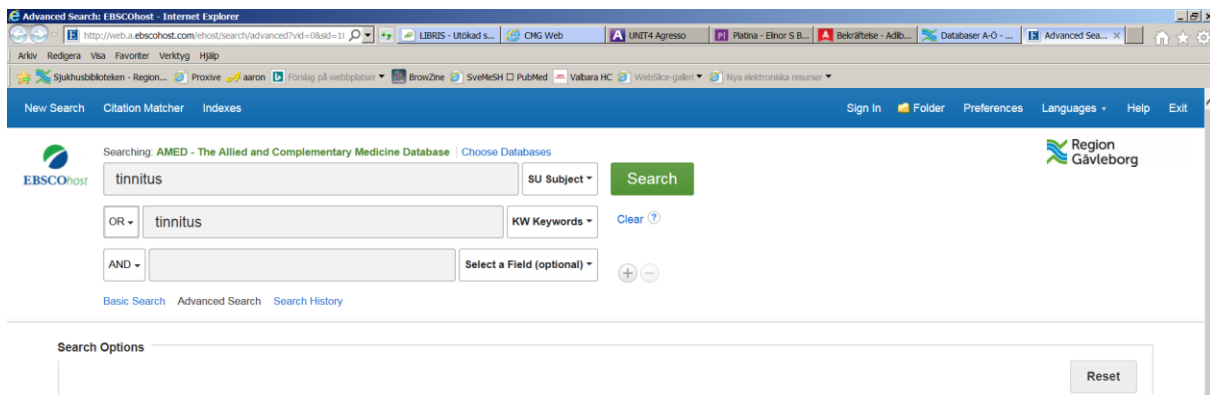 Advanced Search: EBSCOhost - Internet Explorer
http://web.a.ebscohost.com/ehost/search/advanced?vid=0&sid=1
LIBRIS - Utökad s... CMG Web UNIT4 Agresso Platina - Elinor S B... Bekräftelse - Adlib... Databaser A-Ö - ... Advanced Sea...
Arkiv Redigera Visa Favoriter Verktyg Hjälp
Sjukhusbiblioteken - Region... Proxive aaron Förslag på webbplatser BrowZine SveMeSH PubMed Valbara HC WebSlice-galleri Nya elektroniska resurser
New Search Citation Matcher Indexes Sign In Folder Preferences Languages Help Exit
Searching: AMED - The Allied and Complementary Medicine Database Choose Databases
Region Gävleborg
EBSCOhost
tinnitus SU Subject Search
OR tinnitus KW Keywords Clear ?
AND Select a Field (optional)
Basic Search Advanced Search Search History
Search Options
Reset